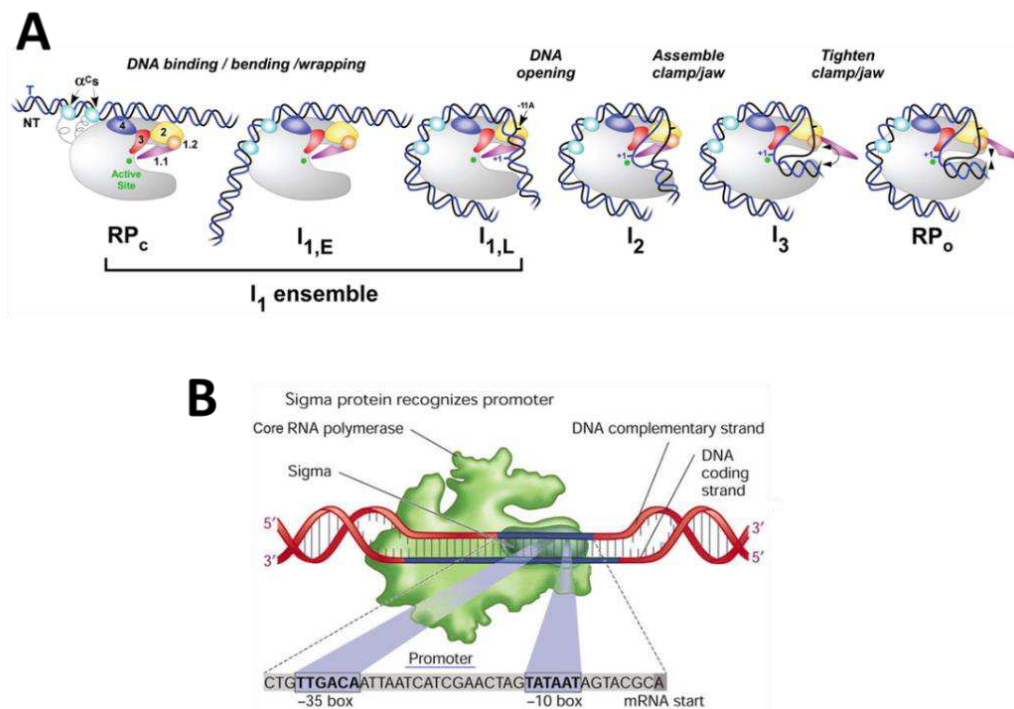 A
DNA binding / bending /wrapping
DNA opening
Assemble clamp/jaw
Tighten clamp/jaw
T
NT
αCs
4
3
2
1.2
1.1
Active Site
-11A
+1
+1
+1
+1
RPc
I1,E
I1,L
I2
I3
RPo
I1 ensemble
B
Sigma protein recognizes promoter
Core RNA polymerase
DNA complementary strand
Sigma
DNA coding strand
5′
3′
3′
5′
Promoter
CTGTTGACAATTAATCATCGAACTAGTATAATAGTACGCA
–35 box
–10 box
mRNA start